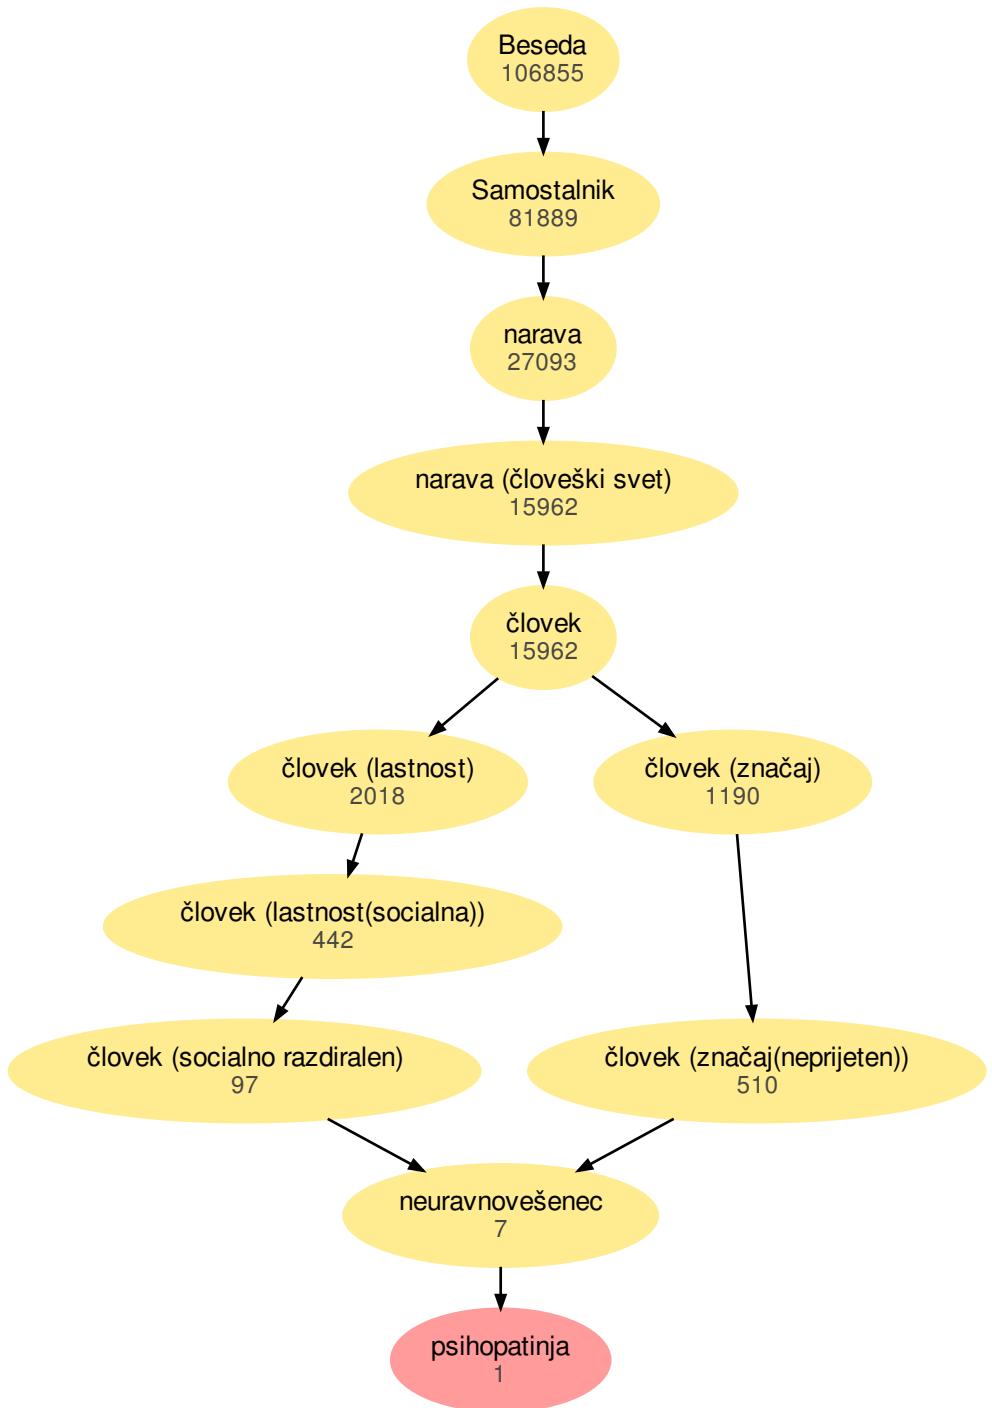 Beseda
106855
Samostalnik
81889
narava
27093
narava (človeški svet)
15962
človek
15962
človek (lastnost)
2018
človek (značaj)
1190
človek (lastnost(socialna))
442
človek (socialno razdiralen)
97
človek (značaj(neprijeten))
510
neuravnovešenec
7
psihopatinja
1